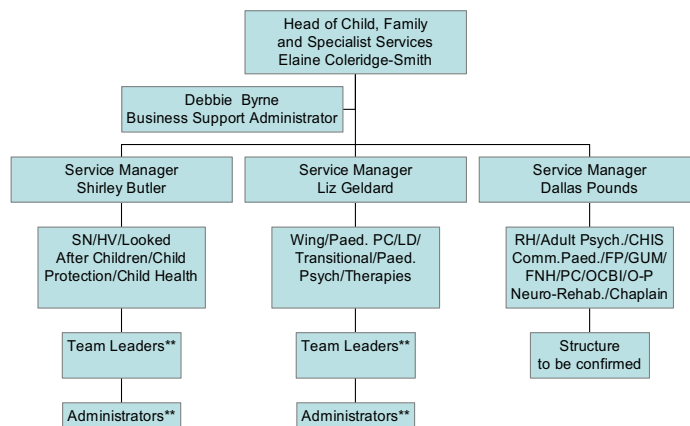 Head of Child, Family
and Specialist Services
Elaine Coleridge-Smith
Debbie Byrne
Business Support Administrator
Service Manager
Shirley Butler
Service Manager
Liz Geldard
Service Manager
Dallas Pounds
SN/HV/Looked
After Children/Child
Protection/Child Health
Wing/Paed. PC/LD/
Transitional/Paed.
Psych/Therapies
RH/Adult Psych./CHIS
Comm.Paed./FP/GUM/
FNH/PC/OCBI/O-P
Neuro-Rehab./Chaplain
Team Leaders**
Team Leaders**
Structure
to be confirmed
Administrators**
Administrators**